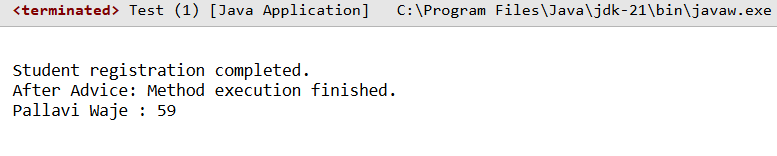 <terminated> Test (1) [Java Application] C:\Program Files\Java\jdk-21\bin\javaw.exe
Student registration completed.
After Advice: Method execution finished.
Pallavi Waje : 59